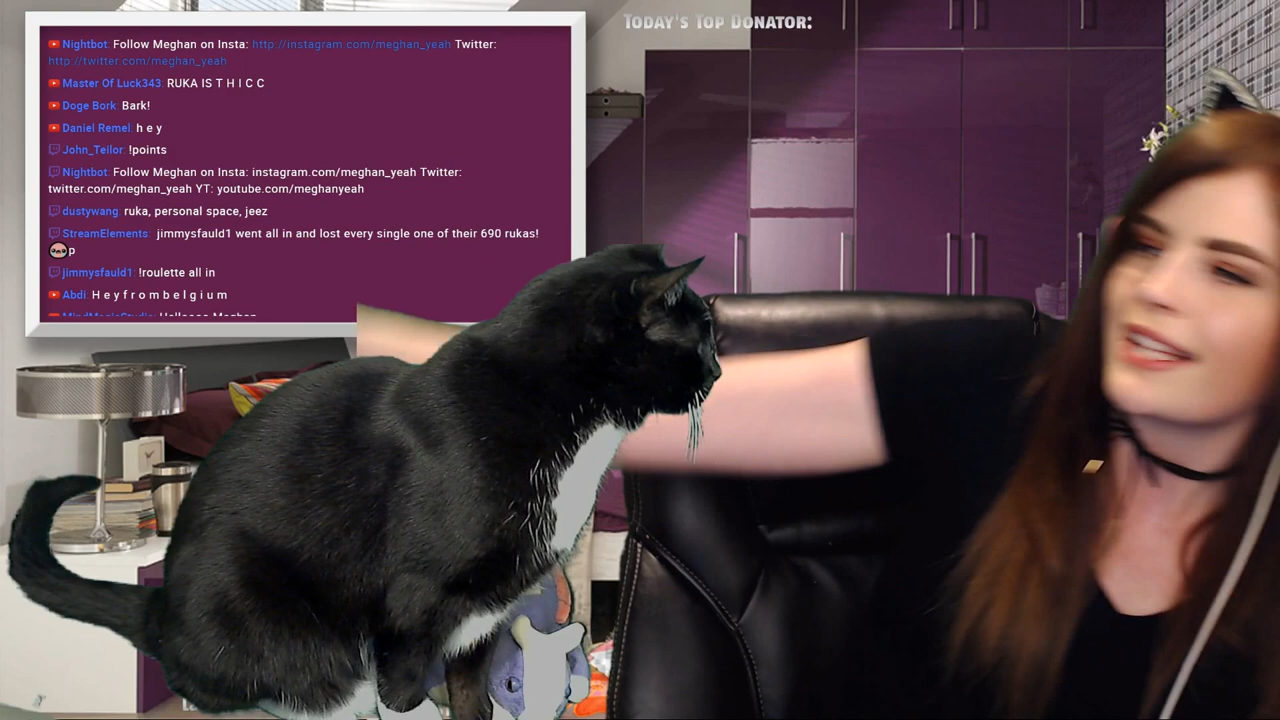 Today's Top Donator:
Nightbot: Follow Meghan on Insta: http://instagram.com/meghan_yeah Twitter:
http://twitter.com/meghan_yeah
Master Of Luck343: RUKA IS T H I C C
Doge Bork: Bark!
Daniel Remel: h e y
John_Teilor: !points
Nightbot: Follow Meghan on Insta: instagram.com/meghan_yeah Twitter:
twitter.com/meghan_yeah YT: youtube.com/meghanyeah
dustywang: ruka, personal space, jeez
StreamElements: jimmysfauld1 went all in and lost every single one of their 690 rukas!
p
jimmysfauld1: !roulette all in
Abdi: H e y f r o m b e l g i u m
MindMagicStudio: Helloooo Meghan